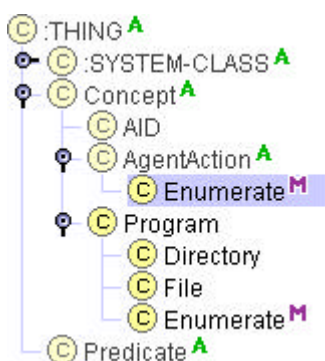 C :THING A
C :SYSTEM-CLASS A
C Concept A
C AID
C AgentAction A
C Enumerate M
C Program
C Directory
C File
C Enumerate M
C Predicate A